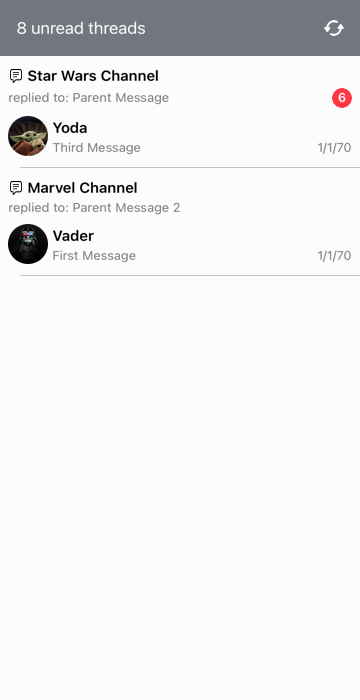 8 unread threads
Star Wars Channel
replied to: Parent Message
6
Yoda
Third Message
1/1/70
Marvel Channel
replied to: Parent Message 2
Vader
First Message
1/1/70